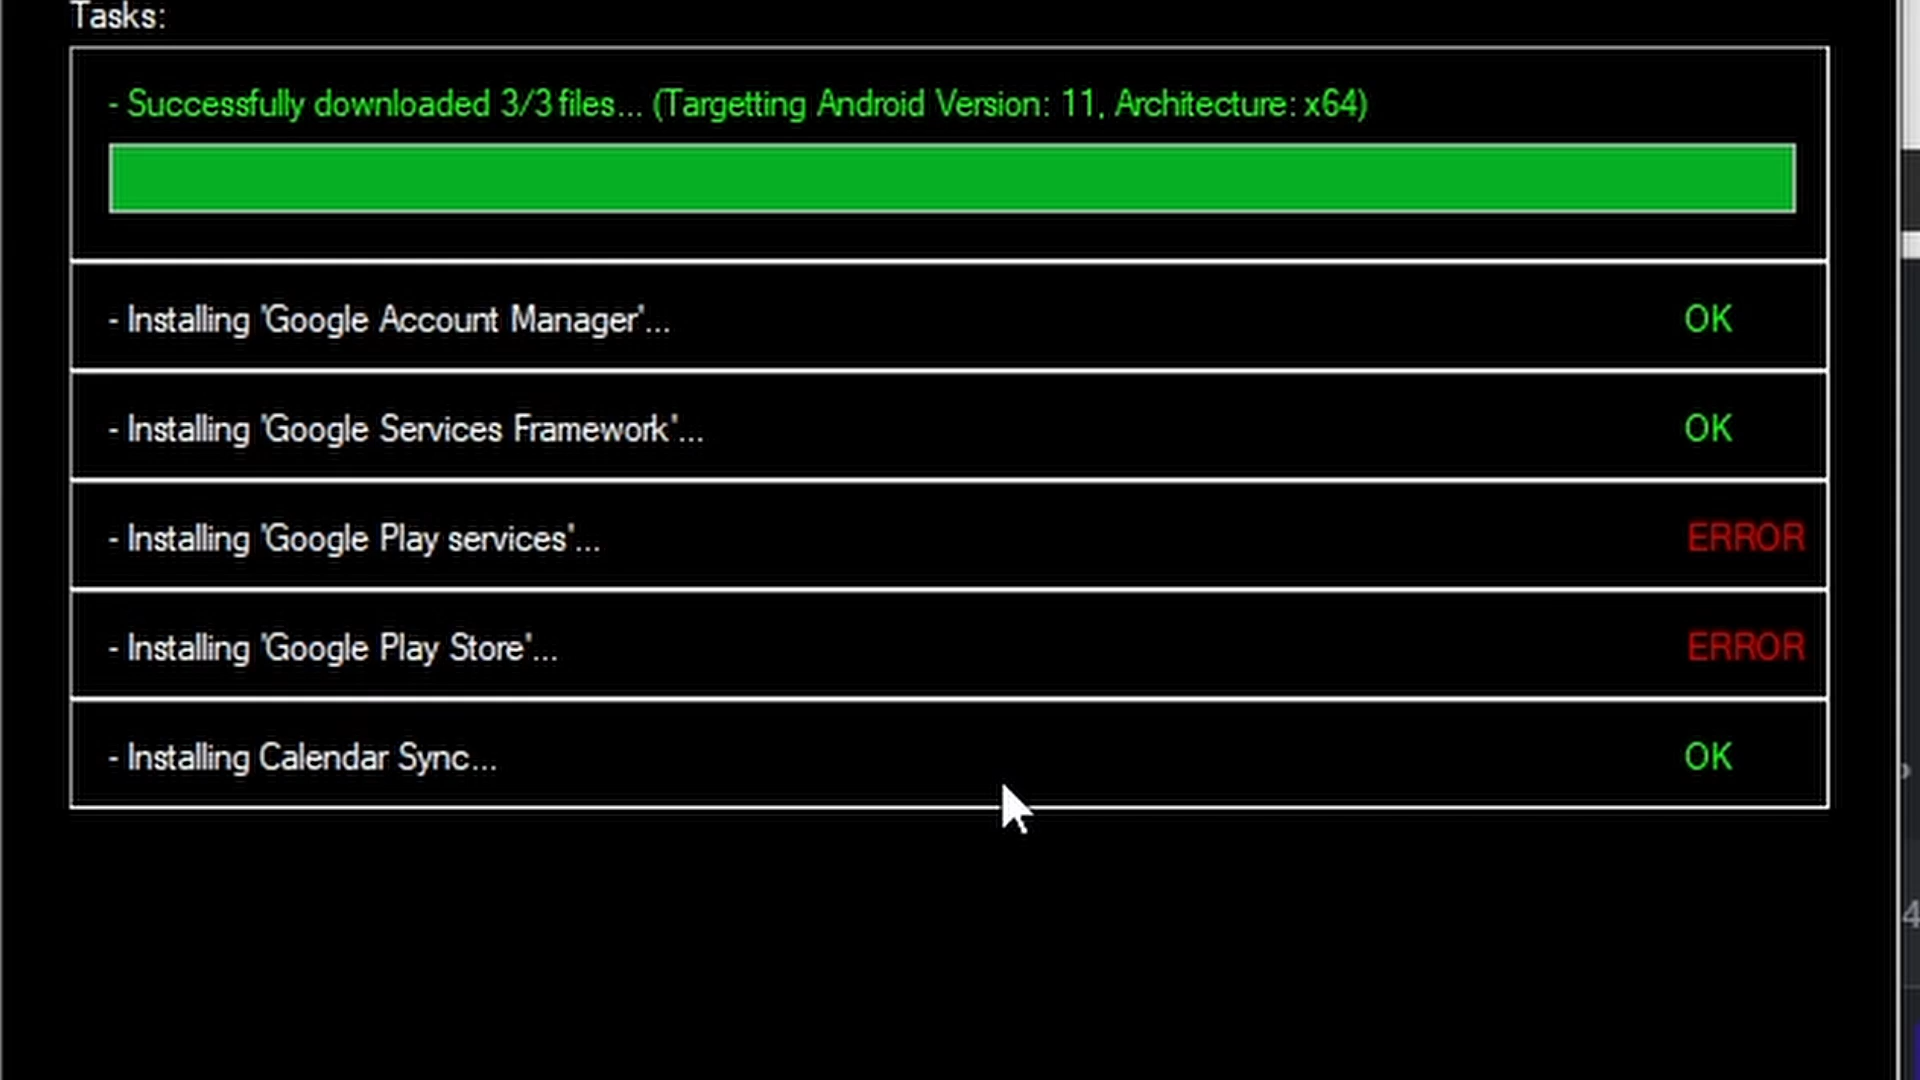 Tasks:
- Successfully downloaded 3/3 files... (Targetting Android Version: 11, Architecture: x64)
- Installing 'Google Account Manager'... OK
- Installing 'Google Services Framework'... OK
- Installing 'Google Play services'... ERROR
- Installing 'Google Play Store'... ERROR
- Installing Calendar Sync... OK
4